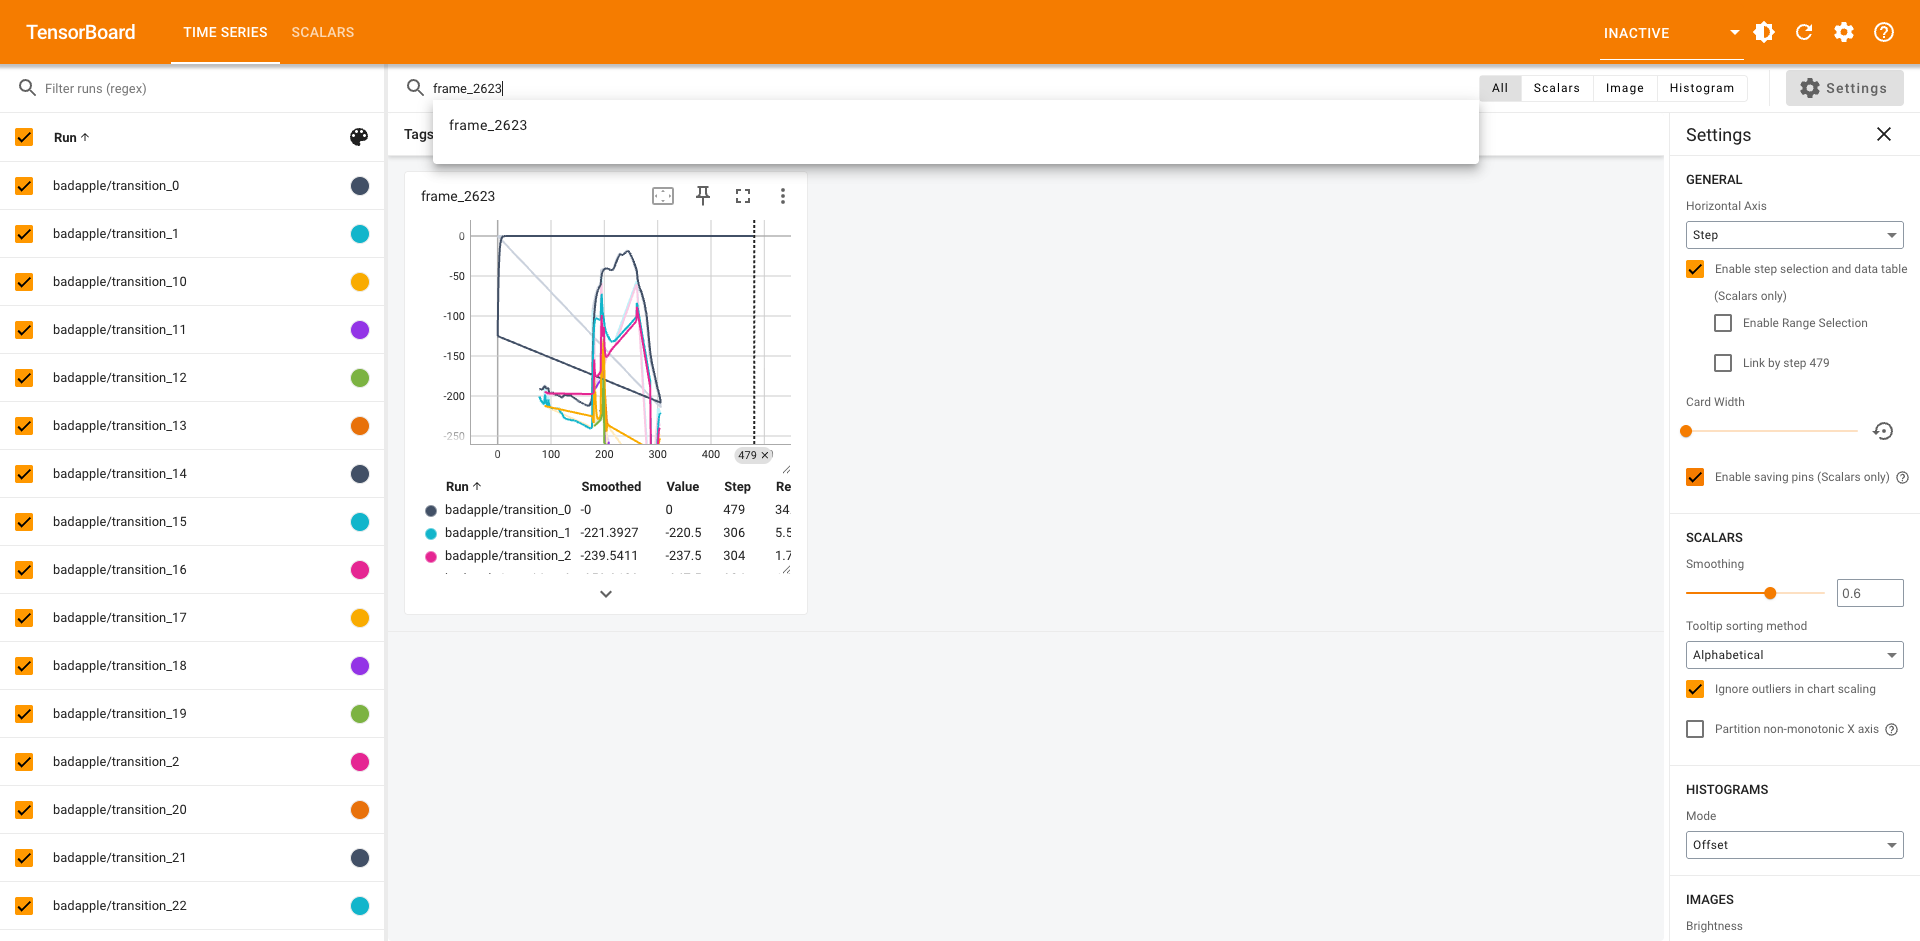 TensorBoard
TIME SERIES
SCALARS
INACTIVE
Filter runs (regex)
Run
badapple/transition_0
badapple/transition_1
badapple/transition_10
badapple/transition_11
badapple/transition_12
badapple/transition_13
badapple/transition_14
badapple/transition_15
badapple/transition_16
badapple/transition_17
badapple/transition_18
badapple/transition_19
badapple/transition_2
badapple/transition_20
badapple/transition_21
badapple/transition_22
frame_2623
All
Scalars
Image
Histogram
Settings
frame_2623
Tags
frame_2623
0
-50
-100
-150
-200
-250
0
100
200
300
400
479
Run Smoothed Value Step Re
badapple/transition_0 -0 0 479 34.
badapple/transition_1 -221.3927 -220.5 306 5.5
badapple/transition_2 -239.5411 -237.5 304 1.7
Settings
GENERAL
Horizontal Axis
Step
Enable step selection and data table
(Scalars only)
Enable Range Selection
Link by step 479
Card Width
Enable saving pins (Scalars only)
SCALARS
Smoothing
0.6
Tooltip sorting method
Alphabetical
Ignore outliers in chart scaling
Partition non-monotonic X axis
HISTOGRAMS
Mode
Offset
IMAGES
Brightness